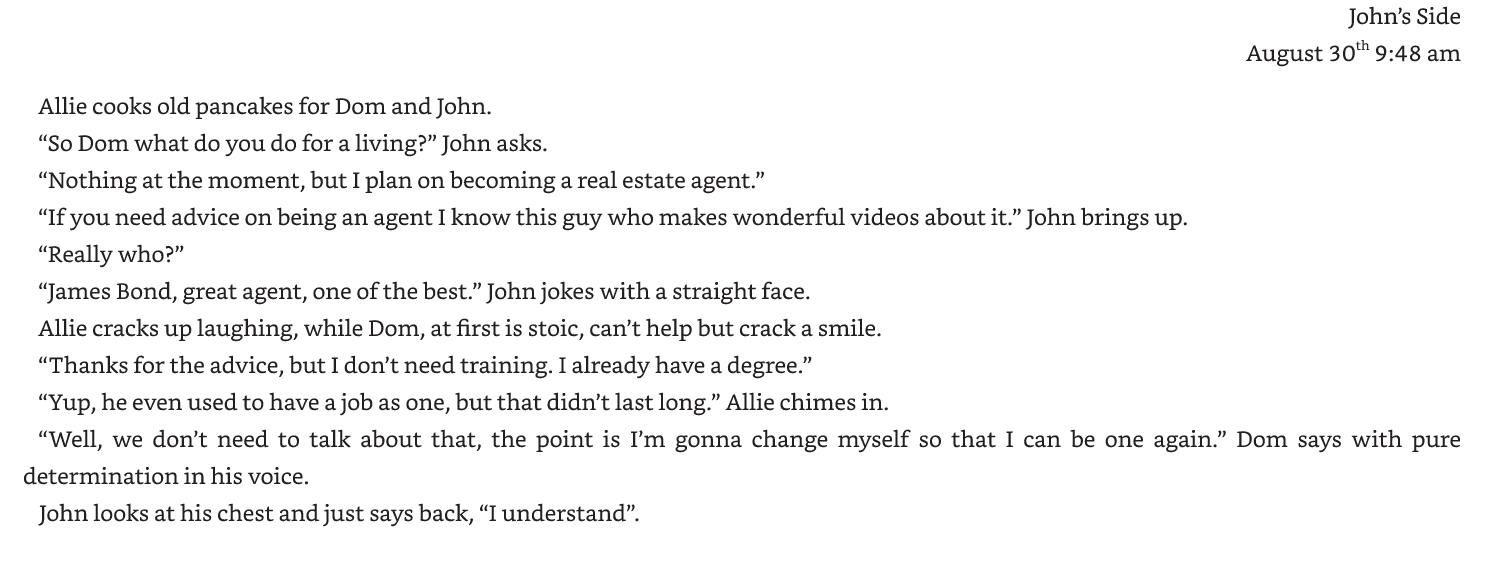 John’s Side
August 30th 9:48 am
Allie cooks old pancakes for Dom and John.
“So Dom what do you do for a living?” John asks.
“Nothing at the moment, but I plan on becoming a real estate agent.”
“If you need advice on being an agent I know this guy who makes wonderful videos about it.” John brings up.
“Really who?”
“James Bond, great agent, one of the best.” John jokes with a straight face.
Allie cracks up laughing, while Dom, at first is stoic, can’t help but crack a smile.
“Thanks for the advice, but I don’t need training. I already have a degree.”
“Yup, he even used to have a job as one, but that didn’t last long.” Allie chimes in.
“Well, we don’t need to talk about that, the point is I’m gonna change myself so that I can be one again.” Dom says with pure
determination in his voice.
John looks at his chest and just says back, “I understand”.